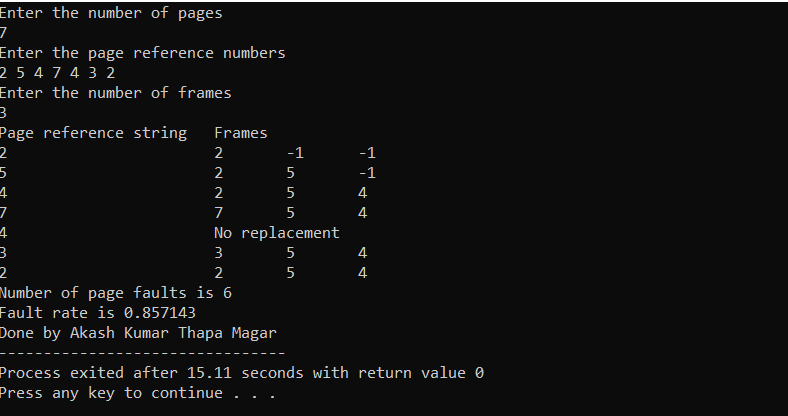 Enter the number of pages
7
Enter the page reference numbers
2 5 4 7 4 3 2
Enter the number of frames
3
Page reference string   Frames
2                       2       -1      -1
5                       2       5       -1
4                       2       5       4
7                       7       5       4
4                       No replacement
3                       3       5       4
2                       2       5       4
Number of page faults is 6
Fault rate is 0.857143
Done by Akash Kumar Thapa Magar
--------------------------------
Process exited after 15.11 seconds with return value 0
Press any key to continue . . .